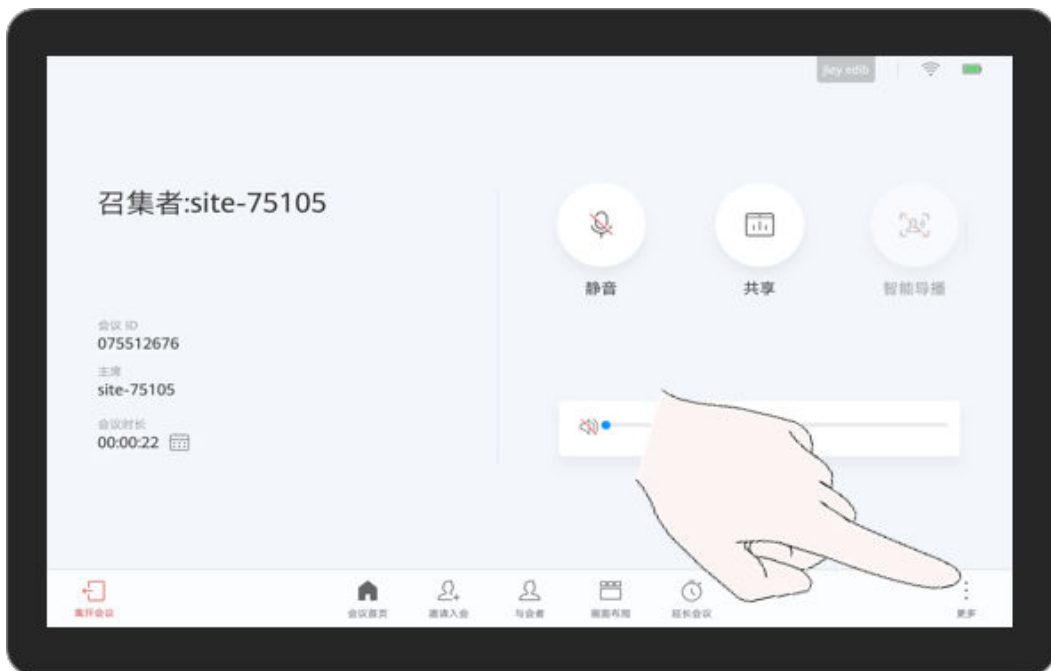 jiey edib
召集者:site-75105
静音
共享
智能导播
会议 ID
075512676
主席
site-75105
会议时长
00:00:22
离开会议
会议首页
邀请入会
与会者
画面布局
延长会议
更多